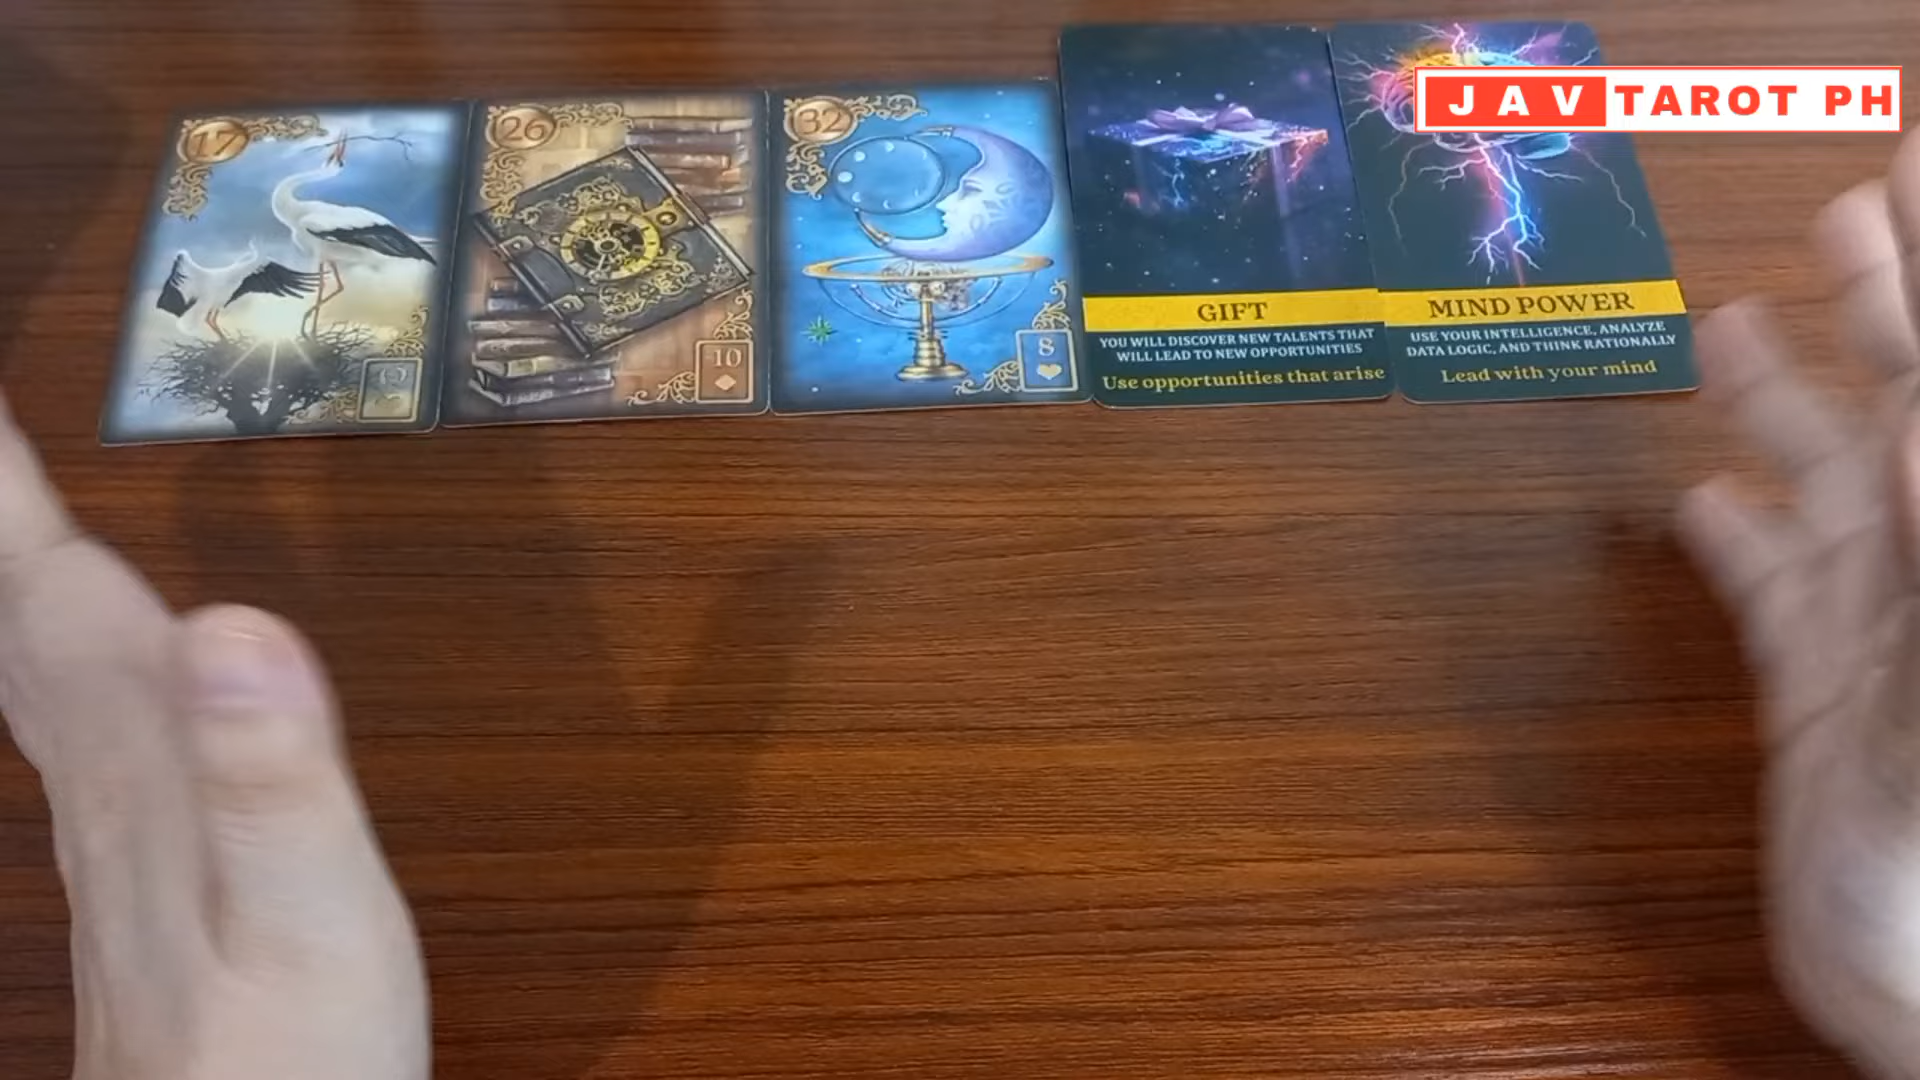 JAV TAROT PH
17
26
32
10
8
GIFT
YOU WILL DISCOVER NEW TALENTS THAT
WILL LEAD TO NEW OPPORTUNITIES
Use opportunities that arise
MIND POWER
USE YOUR INTELLIGENCE, ANALYZE
DATA LOGIC, AND THINK RATIONALLY
Lead with your mind